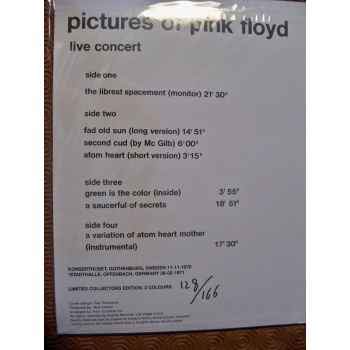 pictures of pink floyd
live concert
side one
the librest spacement (monitor) 21' 30"
side two
fad old sun (long version) 14' 51"
second cud (by Mc Gilb) 6'00"
atom heart (short version) 3'15"
side three
green is the color (inside) 3' 55"
a saucerful of secrets 18' 51"
side four
a variation of atom heart mother
(instrumental) 17' 30"
KONSERTHUSET, GOTHENBURG, SWEDEN 11-11-1970
*STADTHALLE, OFFENBACH, GERMANY 26-02-1971
LIMITED COLLECTORS EDITION, 2 COLOURS. 128/166